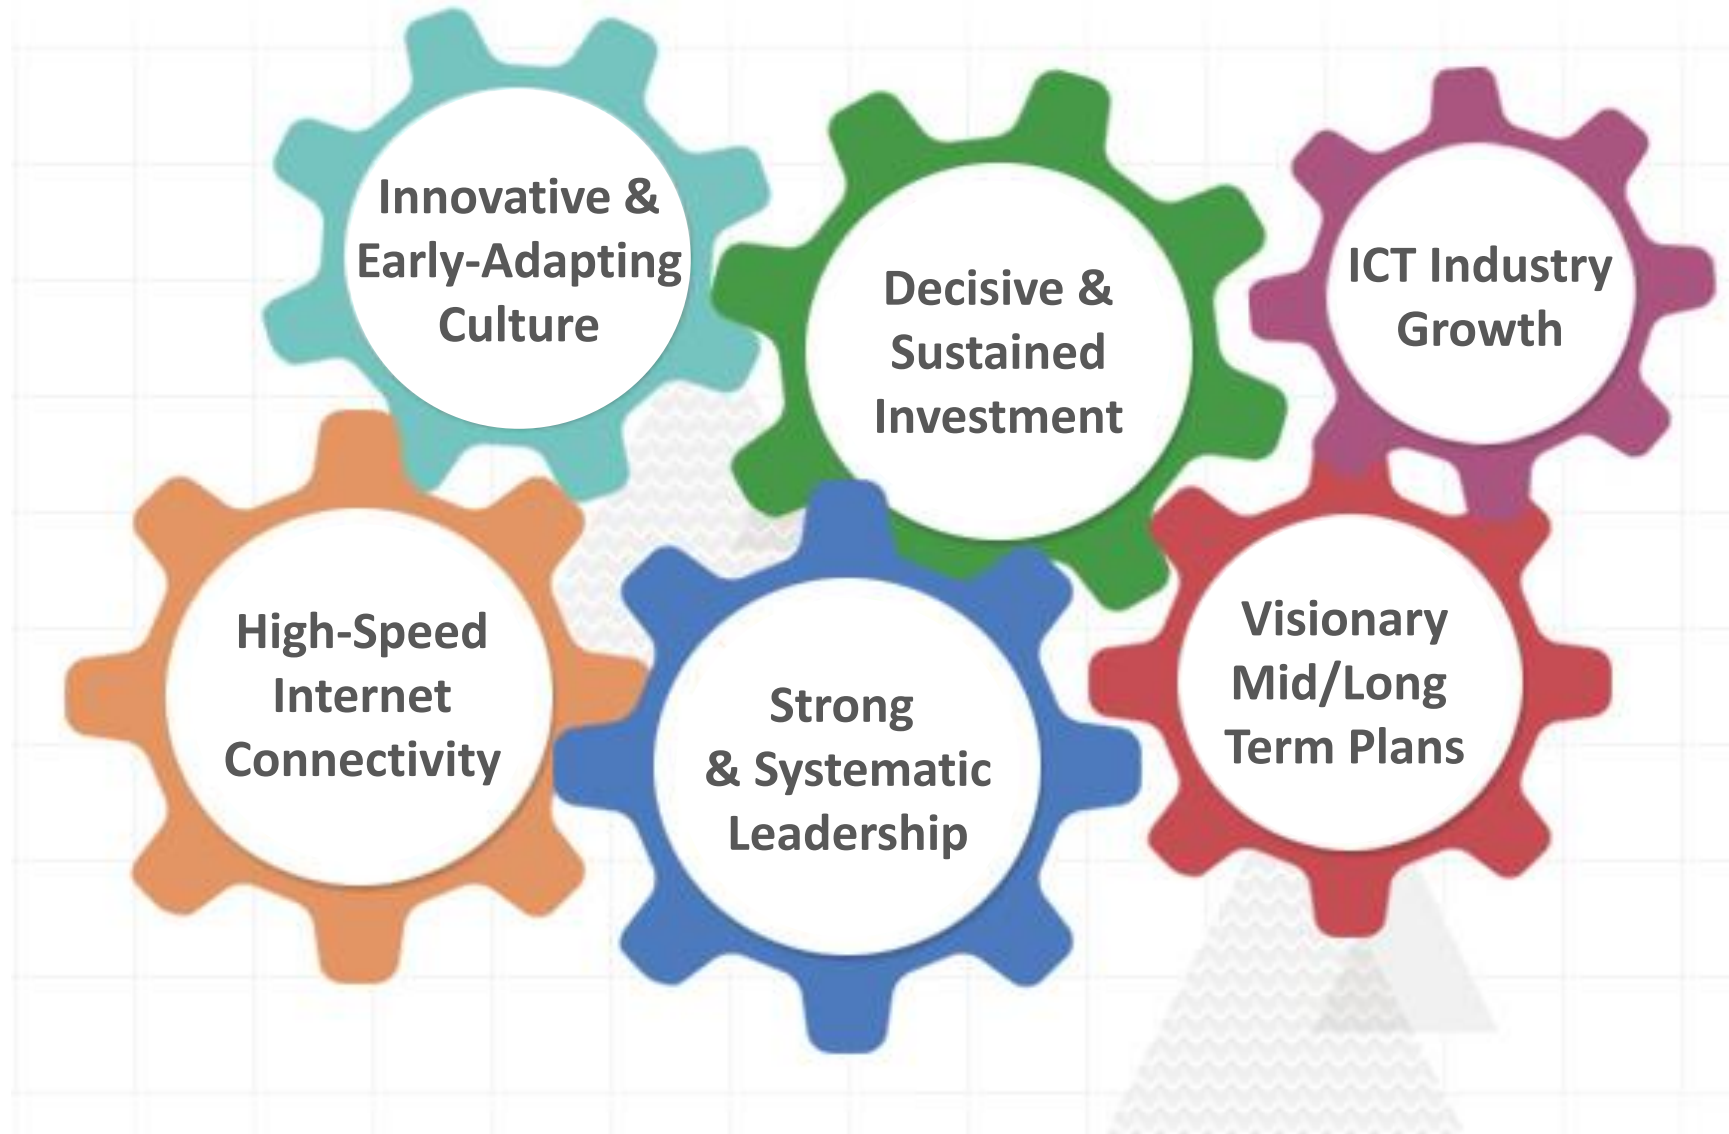 Innovative &
Early-Adapting
Culture
Decisive &
Sustained
Investment
ICT Industry
Growth
High-Speed
Internet
Connectivity
Strong
& Systematic
Leadership
Visionary
Mid/Long
Term Plans